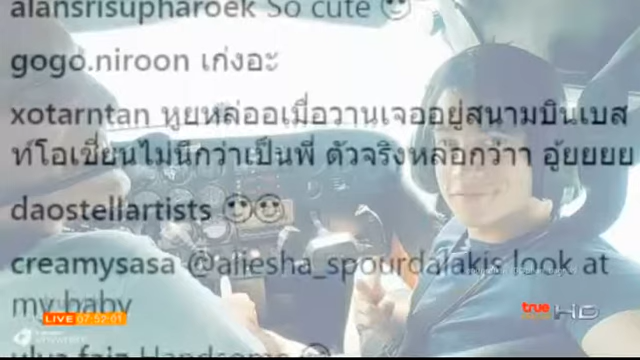 alansrisupharoek So cute
gogo.niroon เก่งอะ
xotarntan หูยหล่ออเมื่อวานเจออยู่สนามบินเบส
ท์โอเชี่ยนไม่นึกว่าเป็นพี่ ตัวจริงหล่อกว่าา อู้ยยยย
daostellartists
creamysasa @aliesha_spourdalakis look at
my baby
LIVE 07:52:01
true
HD
Handsome